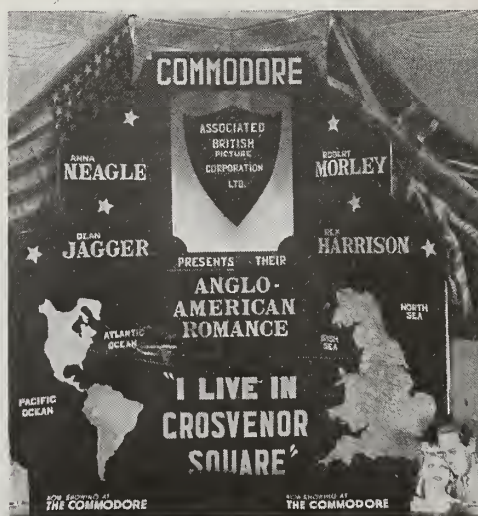 COMMODORE
ASSOCIATED
BRITISH
PICTURE
CORPORATION
LTD.
ANNA
NEAGLE
ROBERT
MORLEY
DEAN
JAGGER
REX
HARRISON
PRESENTS THEIR
ANGLO-
AMERICAN
ROMANCE
"I LIVE IN
GROSVENOR
SQUARE"
ATLANTIC
OCEAN
PACIFIC
OCEAN
NORTH
SEA
IRISH
SEA
NOW SHOWING AT
THE COMMODORE
NOW SHOWING AT
THE COMMODORE